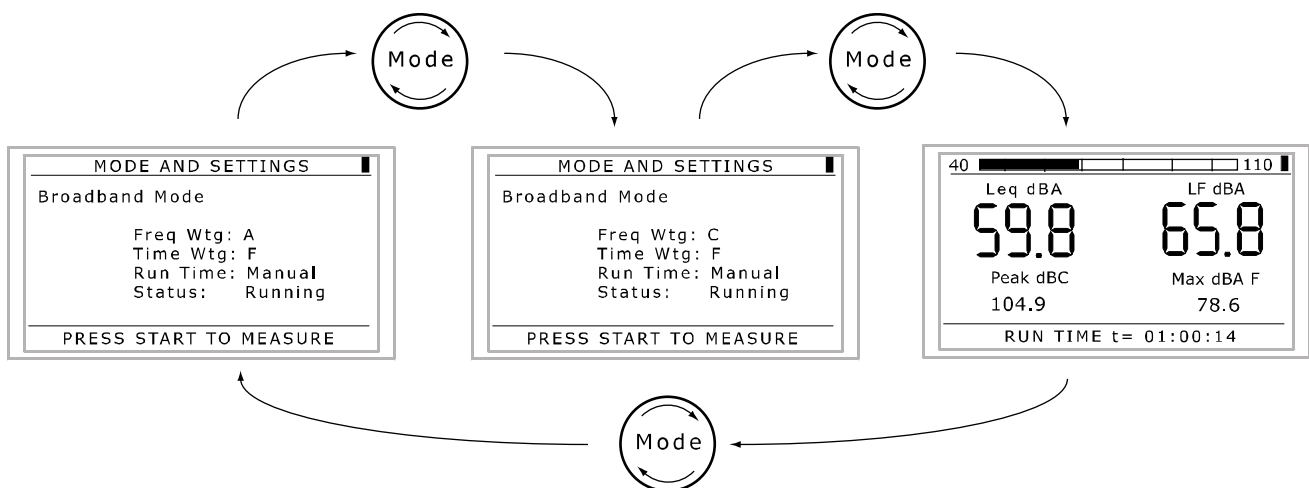 Mode
Mode
MODE AND SETTINGS
Broadband Mode
Freq Wtg: A
Time Wtg: F
Run Time: Manual
Status: Running
PRESS START TO MEASURE
MODE AND SETTINGS
Broadband Mode
Freq Wtg: C
Time Wtg: F
Run Time: Manual
Status: Running
PRESS START TO MEASURE
40 110
Leq dBA LF dBA
59.8 65.8
Peak dBC Max dBA F
104.9 78.6
RUN TIME t= 01:00:14
Mode